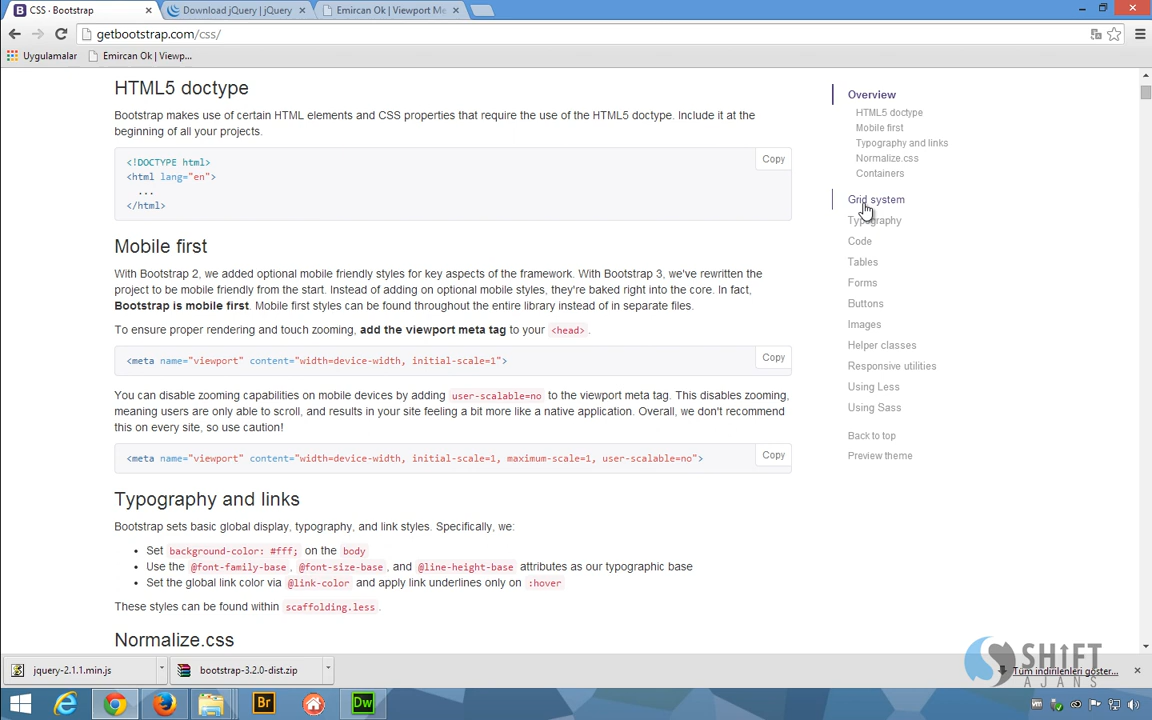 CSS · Bootstrap
Download jQuery | jQuery
Emircan Ok | Viewport Me
getbootstrap.com/css/
Uygulamalar
Emircan Ok | Viewp...
HTML5 doctype
Bootstrap makes use of certain HTML elements and CSS properties that require the use of the HTML5 doctype. Include it at the
beginning of all your projects.
Copy
<!DOCTYPE html>
<html lang="en">
...
</html>
Mobile first
With Bootstrap 2, we added optional mobile friendly styles for key aspects of the framework. With Bootstrap 3, we've rewritten the
project to be mobile friendly from the start. Instead of adding on optional mobile styles, they're baked right into the core. In fact,
Bootstrap is mobile first. Mobile first styles can be found throughout the entire library instead of in separate files.
To ensure proper rendering and touch zooming, add the viewport meta tag to your <head>.
Copy
<meta name="viewport" content="width=device-width, initial-scale=1">
You can disable zooming capabilities on mobile devices by adding user-scalable=no to the viewport meta tag. This disables zooming,
meaning users are only able to scroll, and results in your site feeling a bit more like a native application. Overall, we don't recommend
this on every site, so use caution!
Copy
<meta name="viewport" content="width=device-width, initial-scale=1, maximum-scale=1, user-scalable=no">
Typography and links
Bootstrap sets basic global display, typography, and link styles. Specifically, we:
• Set background-color: #fff; on the body
• Use the @font-family-base, @font-size-base, and @line-height-base attributes as our typographic base
• Set the global link color via @link-color and apply link underlines only on :hover
These styles can be found within scaffolding.less.
Normalize.css
Overview
HTML5 doctype
Mobile first
Typography and links
Normalize.css
Containers
Grid system
Typography
Code
Tables
Forms
Buttons
Images
Helper classes
Responsive utilities
Using Less
Using Sass
Back to top
Preview theme
jquery-2.1.1.min.js
bootstrap-3.2.0-dist.zip
Tüm indirilenleri göster...
SHiFT
AJANS
Br
Dw